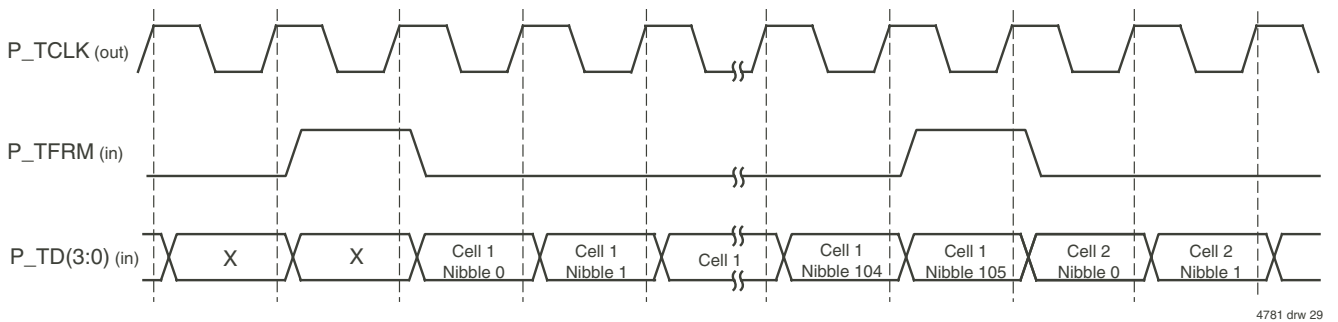 P_TCLK (out)
P_TFRM (in)
P_TD(3:0) (in)
X
X
Cell 1
Nibble 0
Cell 1
Nibble 1
Cell 1
Cell 1
Nibble 104
Cell 1
Nibble 105
Cell 2
Nibble 0
Cell 2
Nibble 1
4781 drw 29